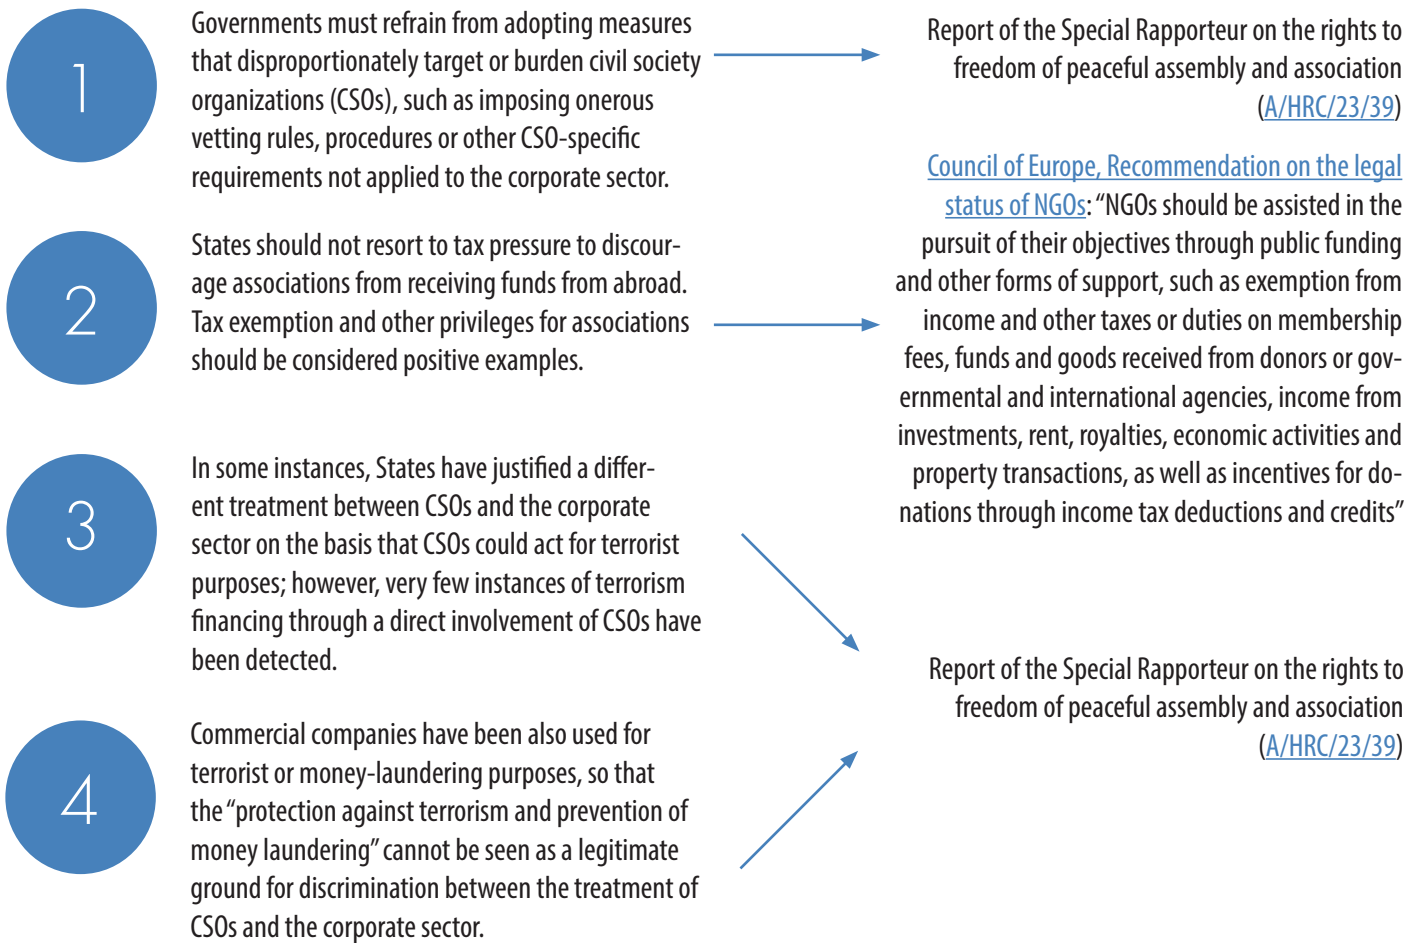 1
Governments must refrain from adopting measures
that disproportionately target or burden civil society
organizations (CSOs), such as imposing onerous
vetting rules, procedures or other CSO-specific
requirements not applied to the corporate sector.
Report of the Special Rapporteur on the rights to
freedom of peaceful assembly and association
(A/HRC/23/39)
2
States should not resort to tax pressure to discour-
age associations from receiving funds from abroad.
Tax exemption and other privileges for associations
should be considered positive examples.
Council of Europe, Recommendation on the legal
status of NGOs: “NGOs should be assisted in the
pursuit of their objectives through public funding
and other forms of support, such as exemption from
income and other taxes or duties on membership
fees, funds and goods received from donors or gov-
ernmental and international agencies, income from
investments, rent, royalties, economic activities and
property transactions, as well as incentives for do-
nations through income tax deductions and credits”
3
In some instances, States have justified a differ-
ent treatment between CSOs and the corporate
sector on the basis that CSOs could act for terrorist
purposes; however, very few instances of terrorism
financing through a direct involvement of CSOs have
been detected.
4
Commercial companies have been also used for
terrorist or money-laundering purposes, so that
the “protection against terrorism and prevention of
money laundering” cannot be seen as a legitimate
ground for discrimination between the treatment of
CSOs and the corporate sector.
Report of the Special Rapporteur on the rights to
freedom of peaceful assembly and association
(A/HRC/23/39)